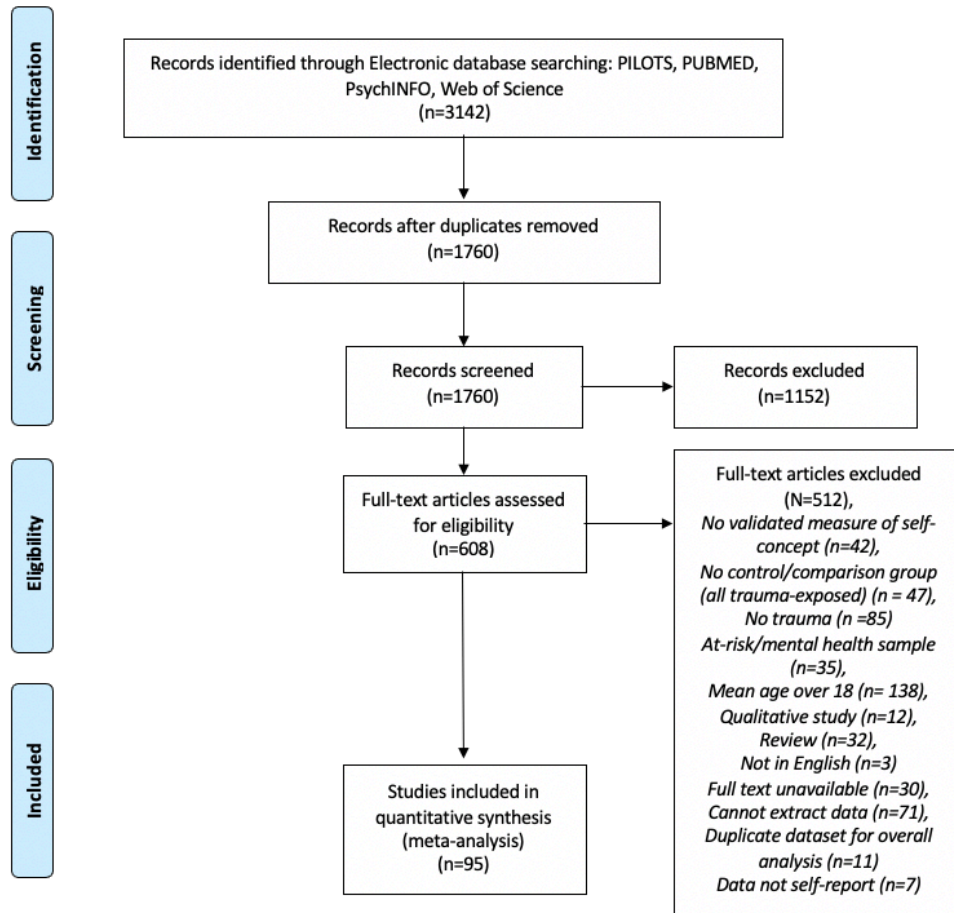 Identification
Records identified through Electronic database searching: PILOTS, PUBMED,
PsychINFO, Web of Science
(n=3142)
Records after duplicates removed
(n=1760)
Screening
Records screened
(n=1760)
Records excluded
(n=1152)
Eligibility
Full-text articles assessed
for eligibility
(n=608)
Full-text articles excluded
(N=512),
No validated measure of self-
concept (n=42),
No control/comparison group
(all trauma-exposed) (n = 47),
No trauma (n =85)
At-risk/mental health sample
(n=35),
Mean age over 18 (n= 138),
Qualitative study (n=12),
Review (n=32),
Not in English (n=3)
Full text unavailable (n=30),
Cannot extract data (n=71),
Duplicate dataset for overall
analysis (n=11)
Data not self-report (n=7)
Included
Studies included in
quantitative synthesis
(meta-analysis)
n=95)